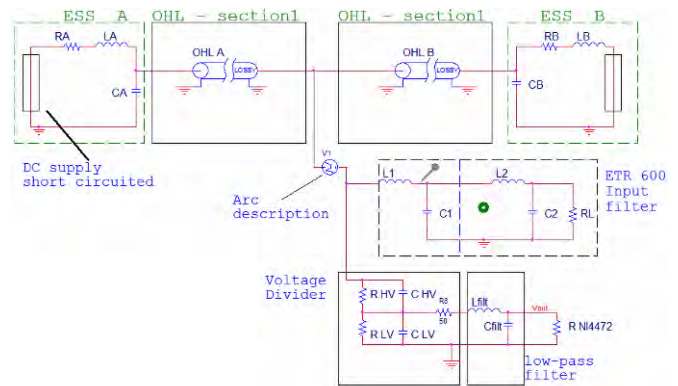 ESS A
OHL - section1
OHL - section1
ESS B
RA
LA
OHL A
OHL B
RB
LB
LOSSY
LOSSY
CA
CB
DC supply
short circuited
V1
Arc
description
L1
L2
C1
C2
RL
ETR 600
Input
filter
Voltage
Divider
R HV
C HV
R LV
C LV
R8
50
Lfilt
Cfilt
Vout
R NI4472
low-pass
filter